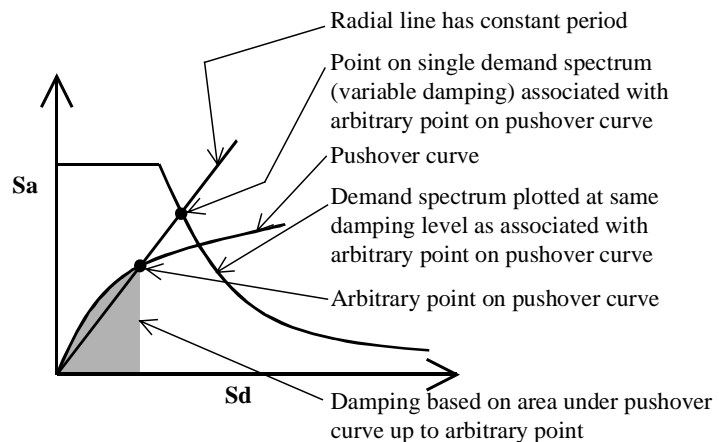 Radial line has constant period
Point on single demand spectrum
(variable damping) associated with
arbitrary point on pushover curve
Pushover curve
Sa
Demand spectrum plotted at same
damping level as associated with
arbitrary point on pushover curve
Arbitrary point on pushover curve
Sd
Damping based on area under pushover
curve up to arbitrary point